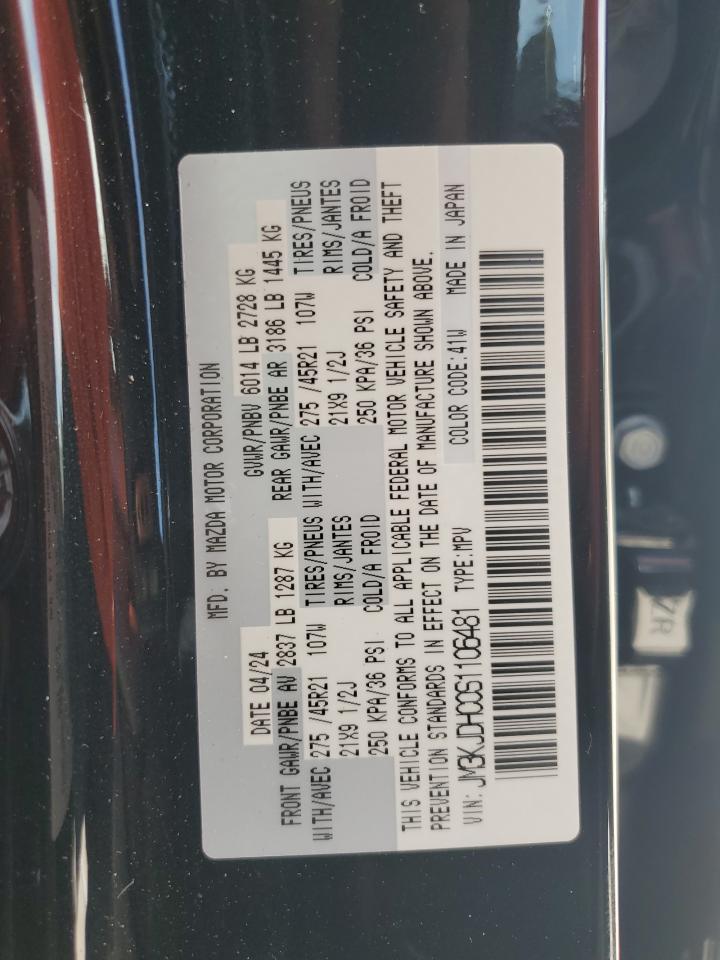 MFD. BY MAZDA MOTOR CORPORATION
DATE 04/24 GVWR/PNBV 6014 LB 2728 KG
FRONT GAWR/PNBE AV 2837 LB 1287 KG REAR GAWR/PNBE AR 3186 LB 1445 KG
WITH/AVEC 275 /45R21 107W TIRES/PNEUS WITH/AVEC 275 /45R21 107W TIRES/PNEUS
21X9 1/2J RIMS/JANTES 21X9 1/2J RIMS/JANTES
250 KPA/36 PSI COLD/A FROID 250 KPA/36 PSI COLD/A FROID
THIS VEHICLE CONFORMS TO ALL APPLICABLE FEDERAL MOTOR VEHICLE SAFETY AND THEFT
PREVENTION STANDARDS IN EFFECT ON THE DATE OF MANUFACTURE SHOWN ABOVE.
COLOR CODE:41W MADE IN JAPAN
VIN: JM3KJDHC0S1106481 TYPE:MPV
ZR